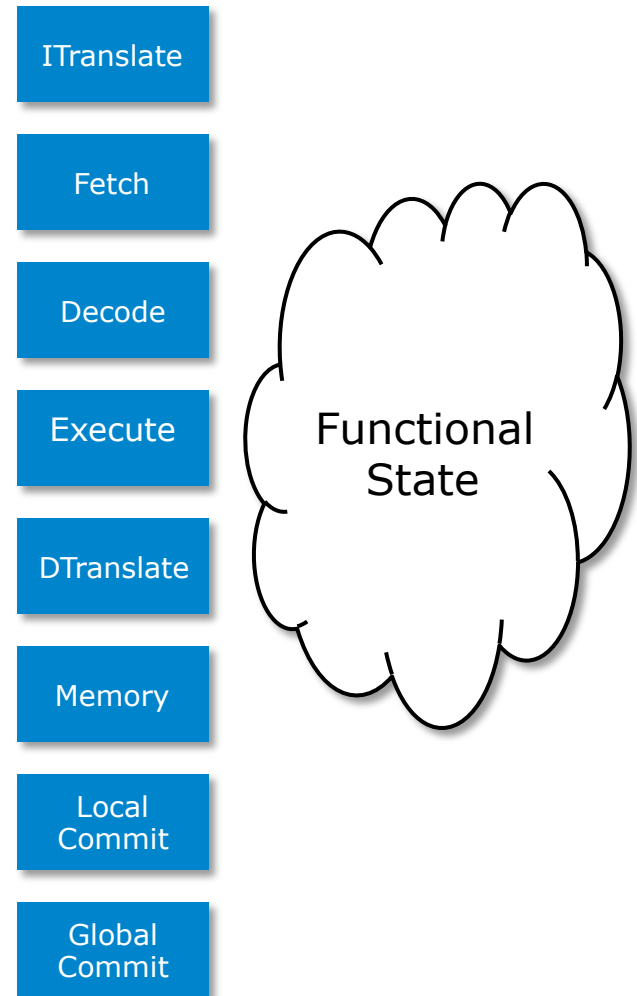 ITranslate
Fetch
Decode
Execute
DTranslate
Memory
Local
Commit
Global
Commit
Functional
State